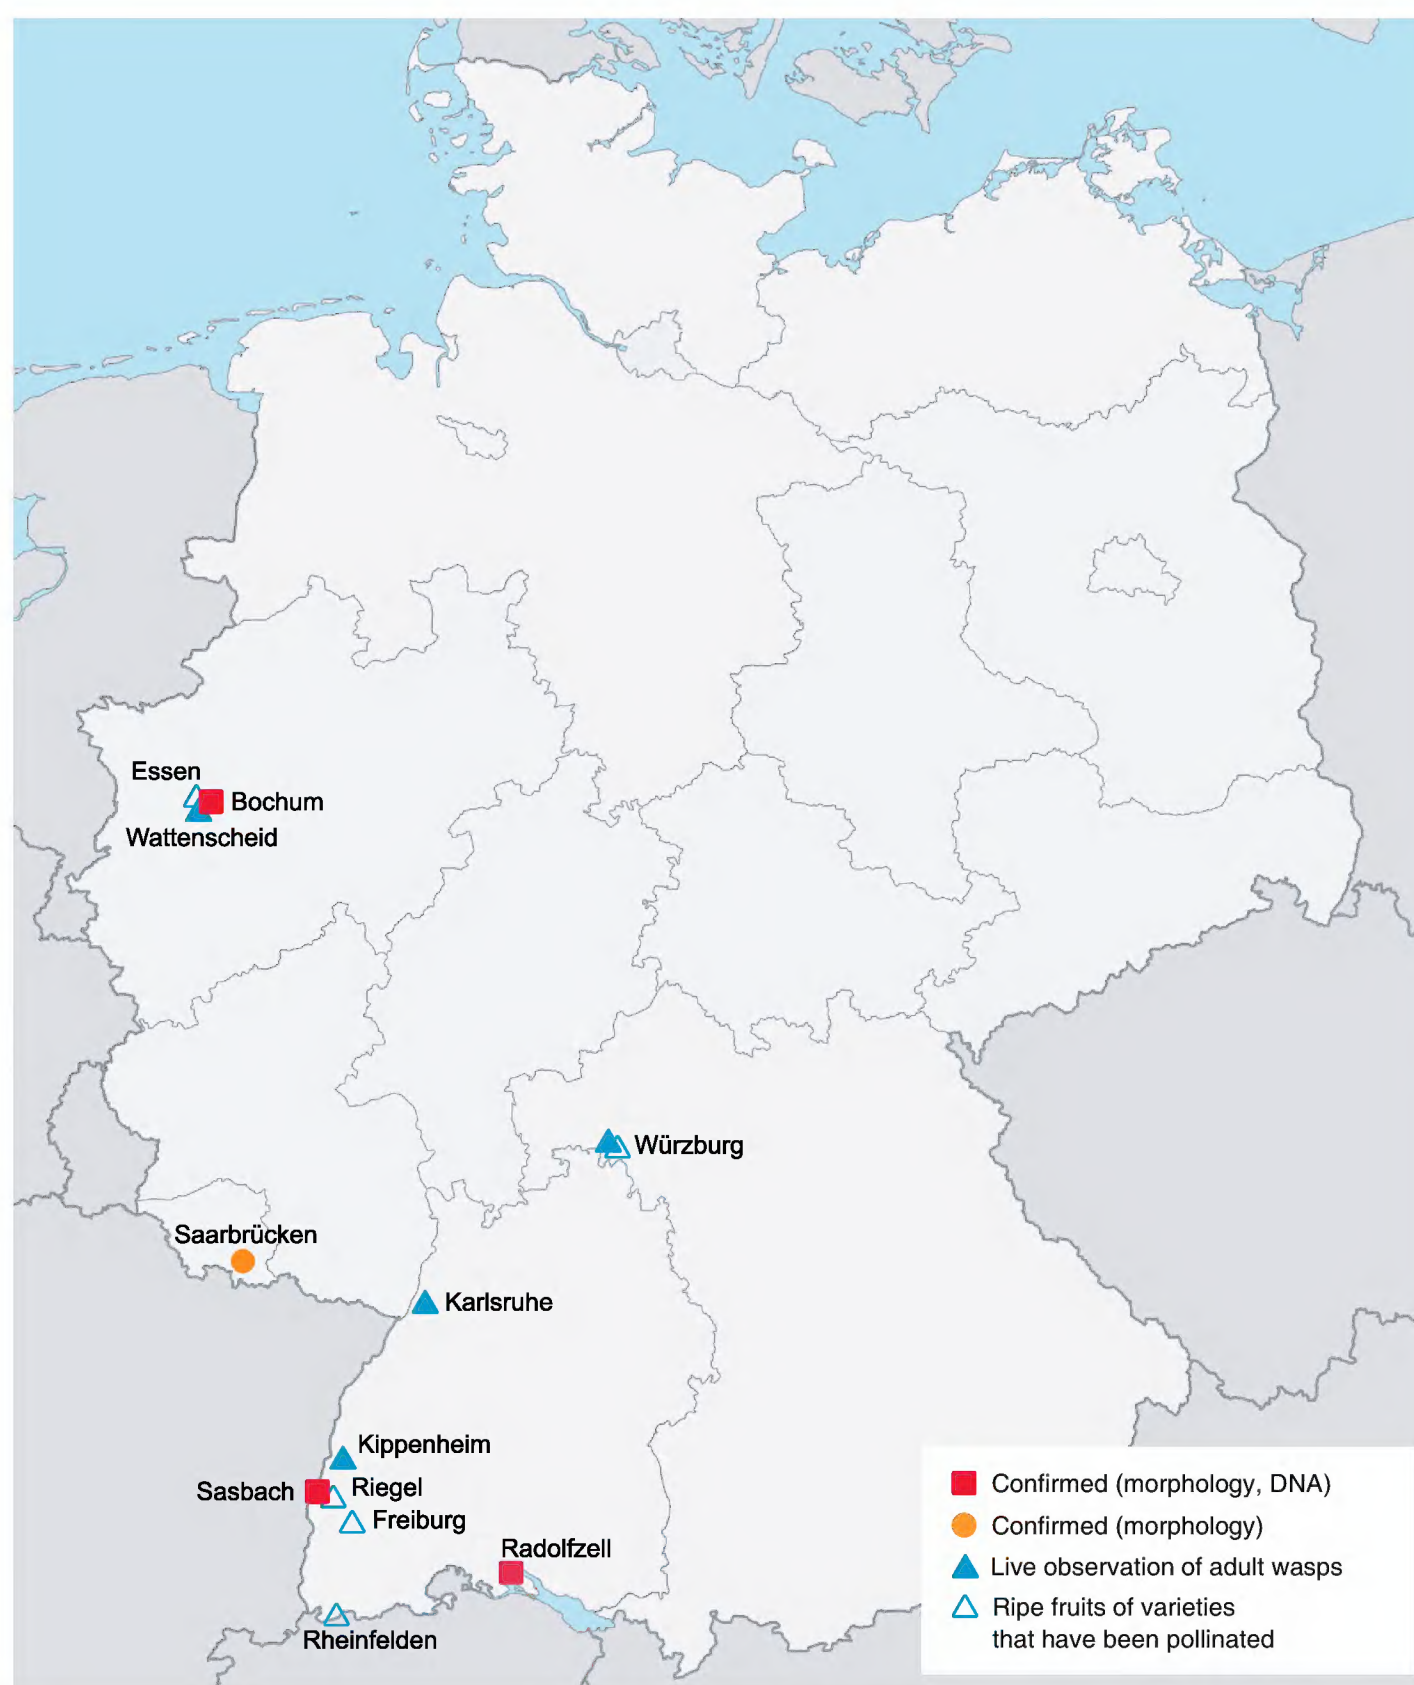 Essen
Bochum
Wattenscheid
Würzburg
Saarbrücken
Karlsruhe
Kippenheim
Sasbach
Riegel
Freiburg
Radolfzell
Rheinfelden
Confirmed (morphology, DNA)
Confirmed (morphology)
Live observation of adult wasps
Ripe fruits of varieties
that have been pollinated